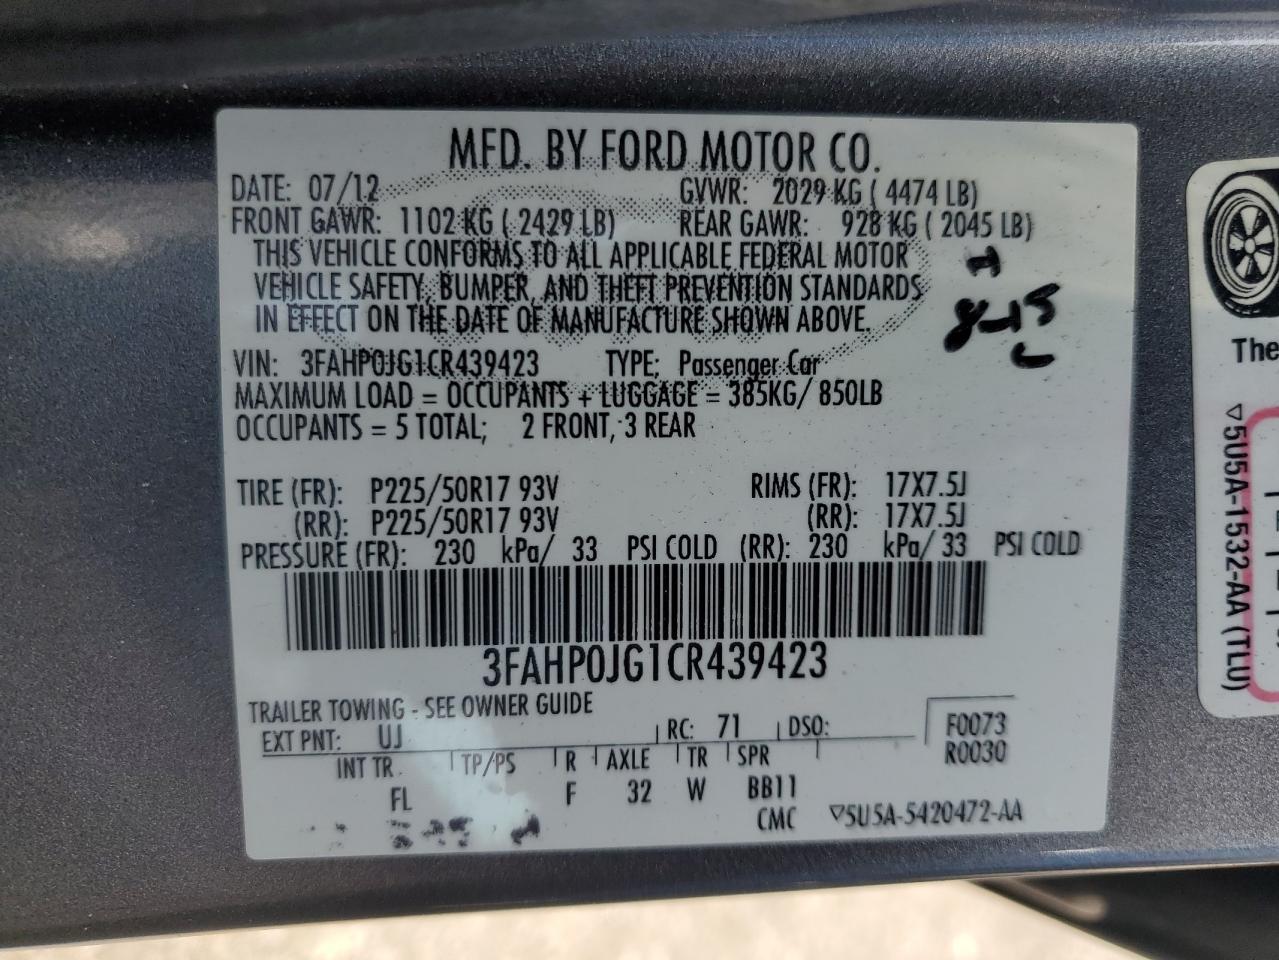 MFD. BY FORD MOTOR CO.
DATE: 07/12 GVWR: 2029 KG ( 4474 LB)
FRONT GAWR: 1102 KG ( 2429 LB) REAR GAWR: 928 KG ( 2045 LB)
THIS VEHICLE CONFORMS TO ALL APPLICABLE FEDERAL MOTOR
VEHICLE SAFETY, BUMPER, AND THEFT PREVENTION STANDARDS
IN EFFECT ON THE DATE OF MANUFACTURE SHOWN ABOVE.
8-15
VIN: 3FAHP0JG1CR439423 TYPE: Passenger Car
MAXIMUM LOAD = OCCUPANTS + LUGGAGE = 385KG/ 850LB
OCCUPANTS = 5 TOTAL; 2 FRONT, 3 REAR
TIRE (FR): P225/50R17 93V RIMS (FR): 17X7.5J
(RR): P225/50R17 93V (RR): 17X7.5J
PRESSURE (FR): 230 kPa/ 33 PSI COLD (RR): 230 kPa/ 33 PSI COLD
3FAHP0JG1CR439423
TRAILER TOWING - SEE OWNER GUIDE
EXT PNT: UJ RC: 71 DSO: F0073
R0030
INT TR TP/PS R AXLE TR SPR
FL F 32 W BB11
CMC ▽5U5A-5420472-AA
The
▽5U5A-1532-AA (TLU)